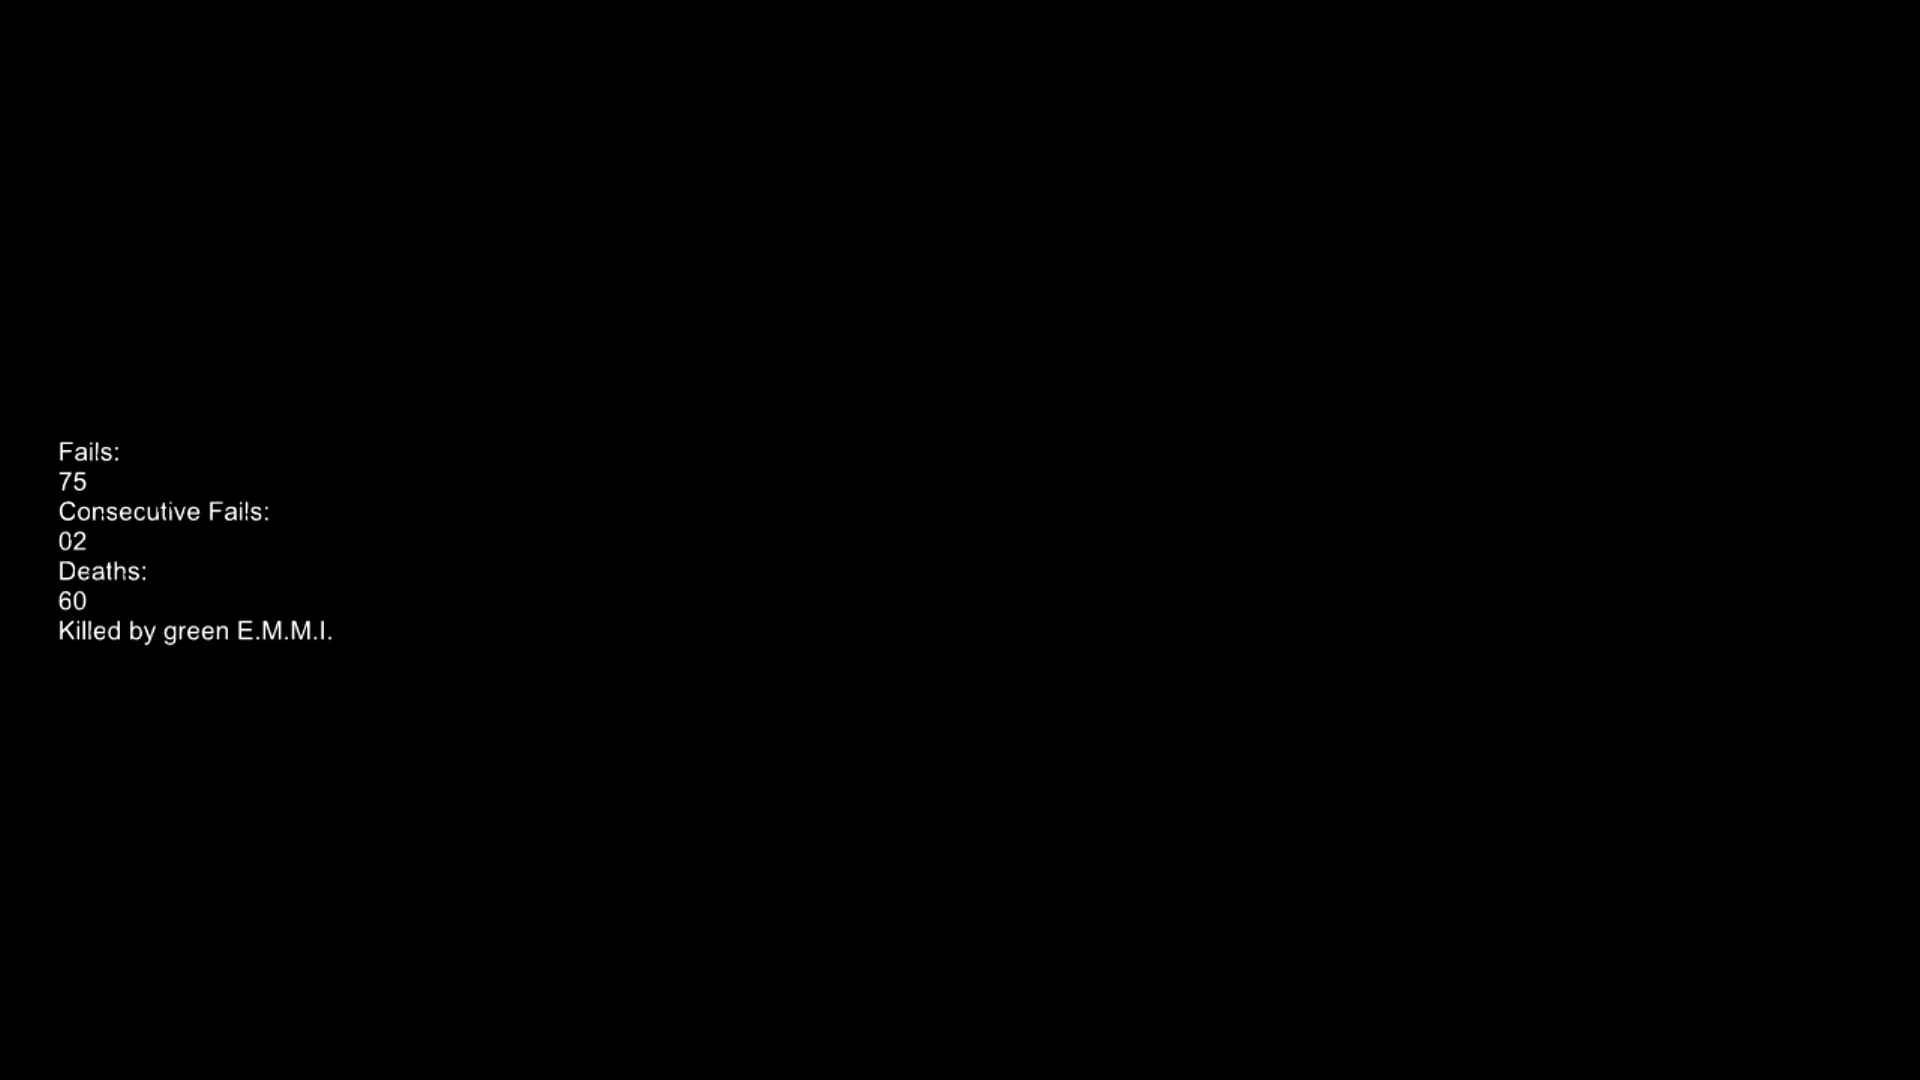 Fails:
75
Consecutive Fails:
02
Deaths:
60
Killed by green E.M.M.I.